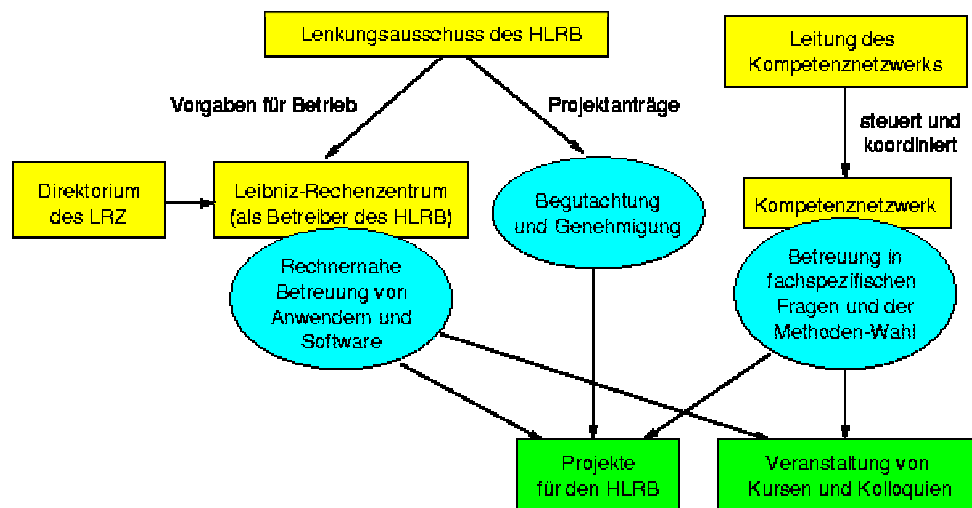 Lenkungsausschuss des HLRB
Leitung des
Kompetenznetzwerks
Vorgaben für Betrieb
Projektanträge
steuert und
koordiniert
Direktorium
des LRZ
Leibniz-Rechenzentrum
(als Betreiber des HLRB)
Begutachtung
und Genehmigung
Kompetenznetzwerk
Rechnernahe
Betreuung von
Anwendern und
Software
Betreuung in
fachspezifischen
Fragen und der
Methoden-Wahl
Projekte
für den HLRB
Veranstaltung von
Kursen und Kolloquien